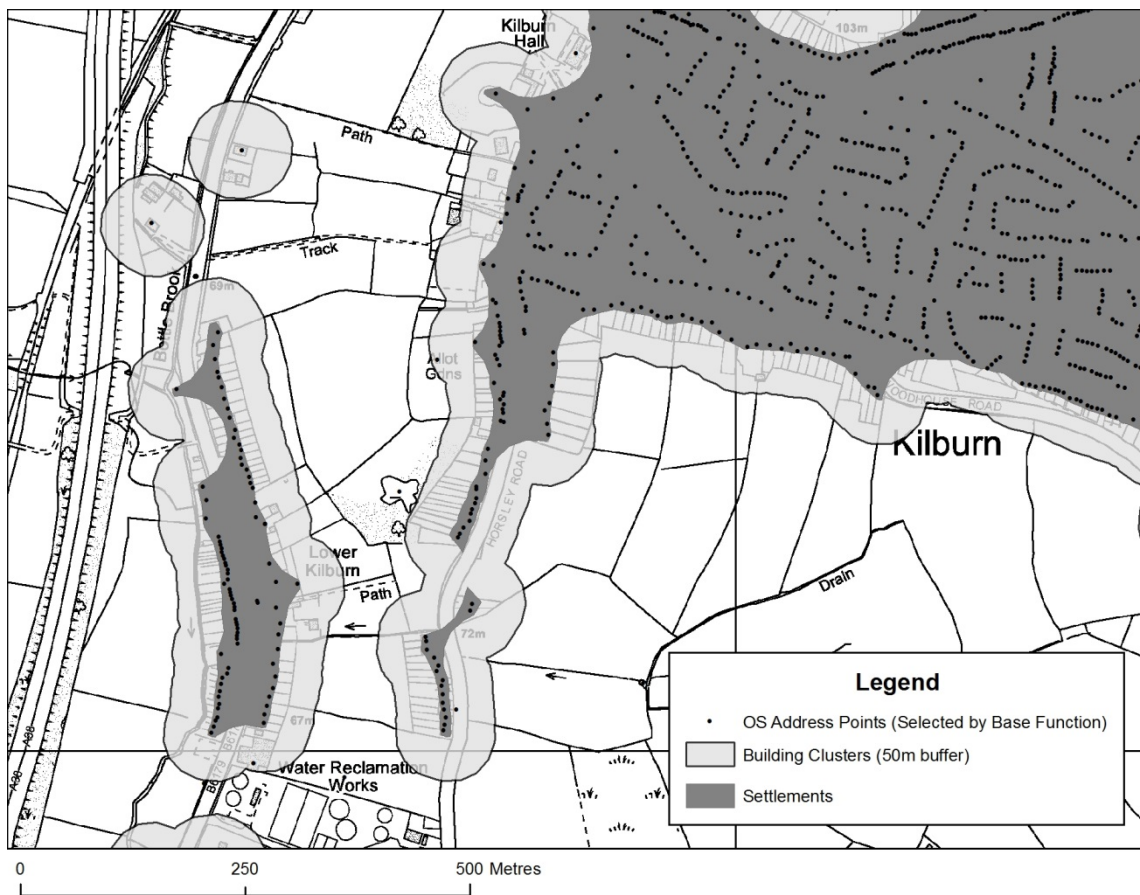 Kilburn
Hall
103m
Path
Track
69m
Allot
Gdns
HORSLEY ROAD
WOODHOUSE ROAD
Kilburn
Lower
Kilburn
Path
72m
Drain
67m
A38
A38
B6179
Water Reclamation
Works
Legend
OS Address Points (Selected by Base Function)
Building Clusters (50m buffer)
Settlements
0 250 500 Metres